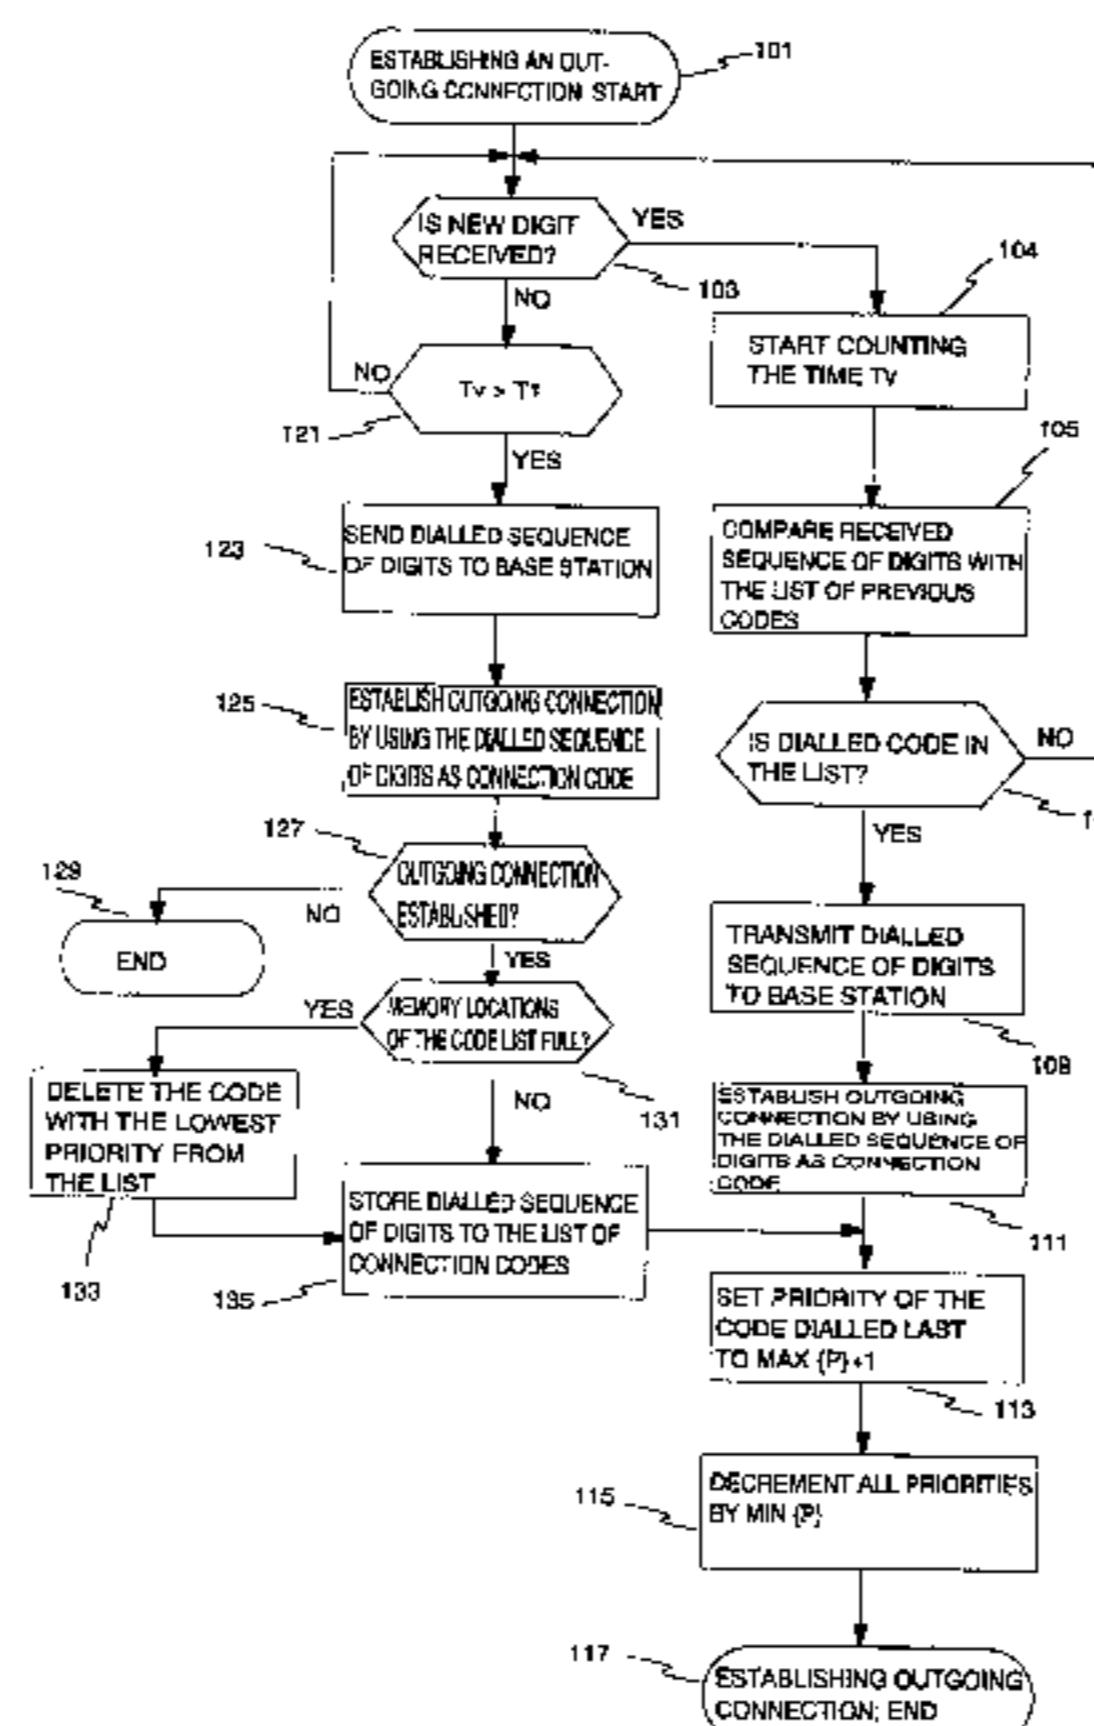 ESTABLISHING AN OUT-
GOING CONNECTION START
101
IS NEW DIGIT
RECEIVED?
YES
103
NO
104
START COUNTING
THE TIME TV
NO
121
YES
105
COMPARE RECEIVED
SEQUENCE OF DIGITS WITH
THE LIST OF PREVIOUS
CODES
123
SEND DIALLED SEQUENCE
OF DIGITS TO BASE STATION
125
ESTABLISH OUTGOING CONNECTION
BY USING THE DIALLED SEQUENCE
OF DIGITS AS CONNECTION CODE
IS DIALLED CODE IN
THE LIST?
NO
YES
127
OUTGOING CONNECTION
ESTABLISHED?
129
NO
END
YES
TRANSMIT DIALLED
SEQUENCE OF DIGITS
TO BASE STATION
109
YES
MEMORY LOCATIONS
OF THE CODE LIST FULL?
NO
131
DELETE THE CODE
WITH THE LOWEST
PRIORITY FROM
THE LIST
133
ESTABLISH OUTGOING
CONNECTION BY USING
THE DIALLED SEQUENCE OF
DIGITS AS CONNECTION
CODE
111
STORE DIALLED SEQUENCE
OF DIGITS TO THE LIST OF
CONNECTION CODES
135
SET PRIORITY OF THE
CODE DIALLED LAST
TO MAX {P}+1
113
115
DECREMENT ALL PRIORITIES
BY MIN {P}
117
ESTABLISHING OUTGOING
CONNECTION; END